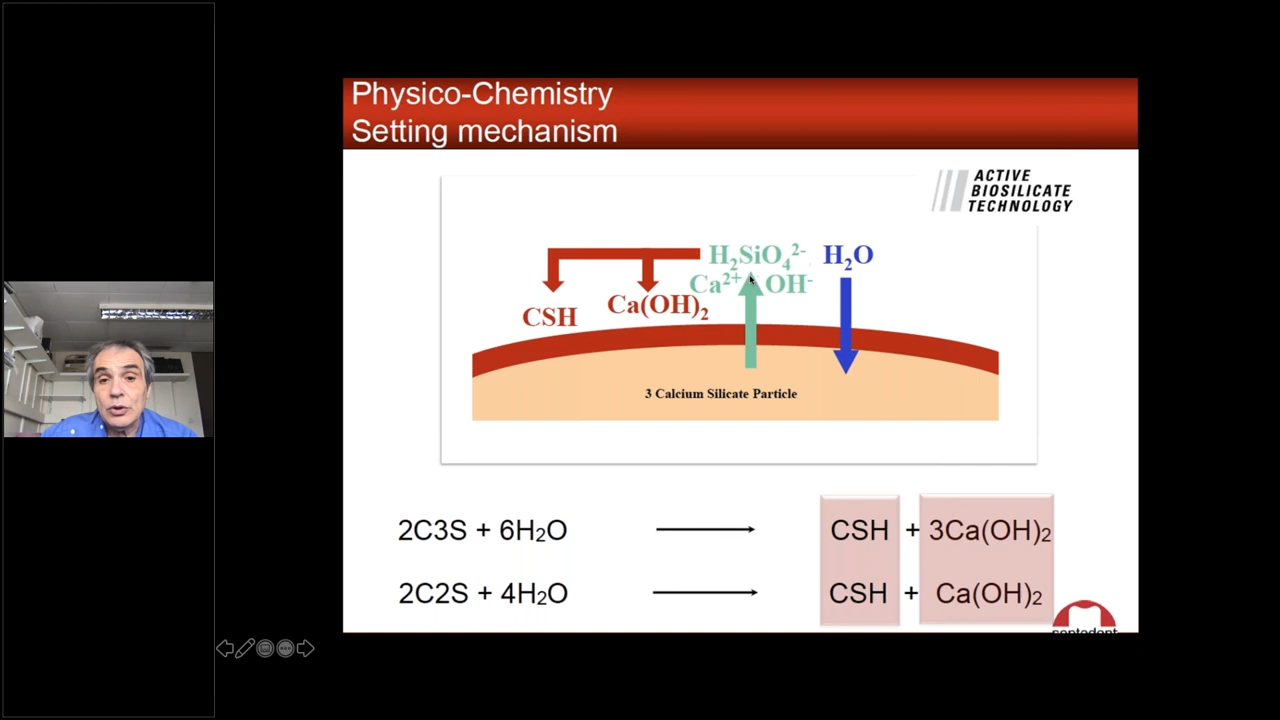 Physico-Chemistry
Setting mechanism
ACTIVE
BIOSILICATE
TECHNOLOGY
H₂SiO₄²⁻ H₂O
Ca²⁺ OH⁻
CSH Ca(OH)₂
3 Calcium Silicate Particle
2C3S + 6H₂O CSH + 3Ca(OH)₂
2C2S + 4H₂O CSH + Ca(OH)₂
septodont